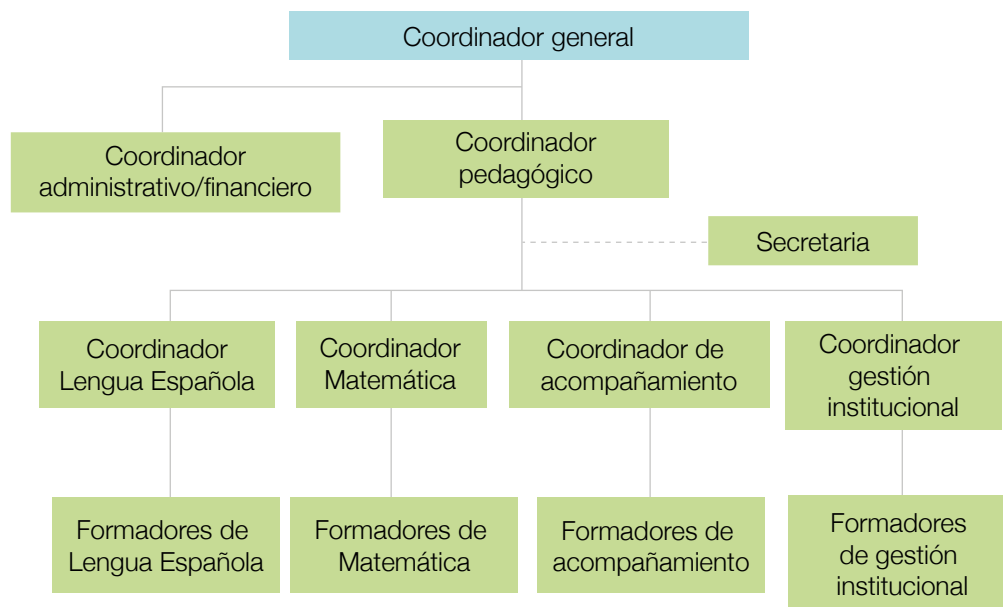 Coordinador general
Coordinador
administrativo/financiero
Coordinador
pedagógico
Secretaria
Coordinador
Lengua Española
Coordinador
Matemática
Coordinador de
acompañamiento
Coordinador
gestión
institucional
Formadores de
Lengua Española
Formadores de
Matemática
Formadores de
acompañamiento
Formadores
de gestión
institucional